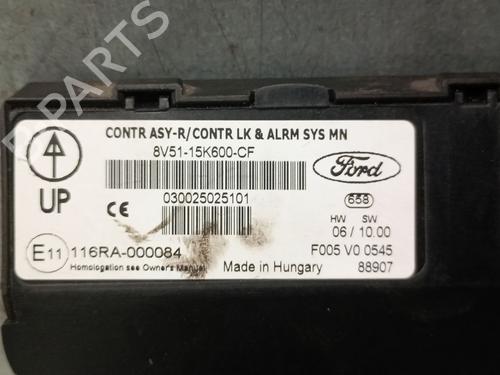 CONTR ASY-R/CONTR LK & ALRM SYS MN
8V51-15K600-CF
Ford
UP
030025025101
CE
658
HW SW
06 / 10.00
E11 116RA-000084
F005 V0 0545
Homologation see Owner's Manual
Made in Hungary
88907
B-PARTS